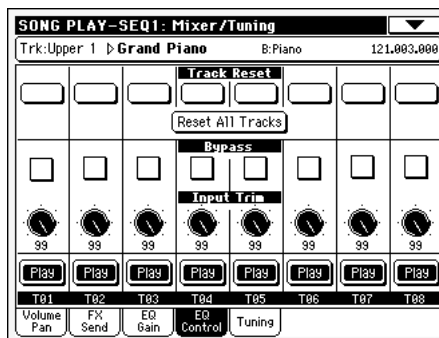 SONG PLAY-SEQ1: Mixer/Tuning
Trk:Upper 1 ▷Grand Piano B:Piano 121.003.000
Track Reset
Reset All Tracks
Bypass
Input Trim
99 99 99 99 99 99 99 99
Play Play Play Play Play Play Play Play
T01 T02 T03 T04 T05 T06 T07 T08
Volume Pan FX Send EQ Gain EQ Control Tuning